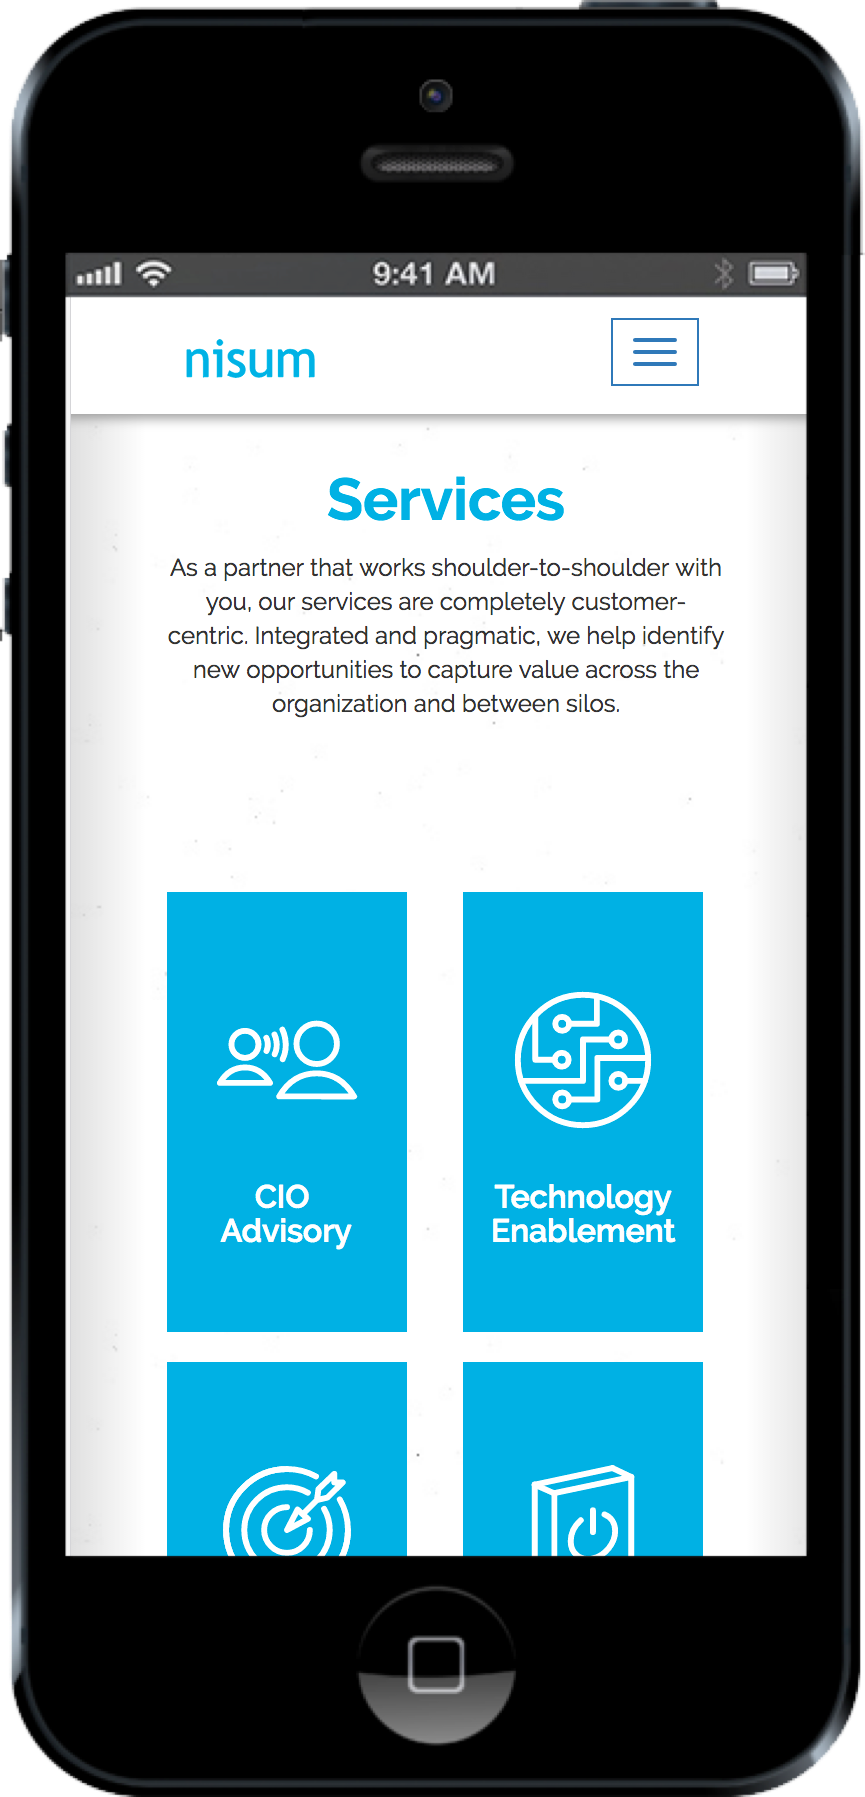 9:41 AM
nisum
Services
As a partner that works shoulder-to-shoulder with
you, our services are completely customer-
centric. Integrated and pragmatic, we help identify
new opportunities to capture value across the
organization and between silos.
CIO
Advisory
Technology
Enablement